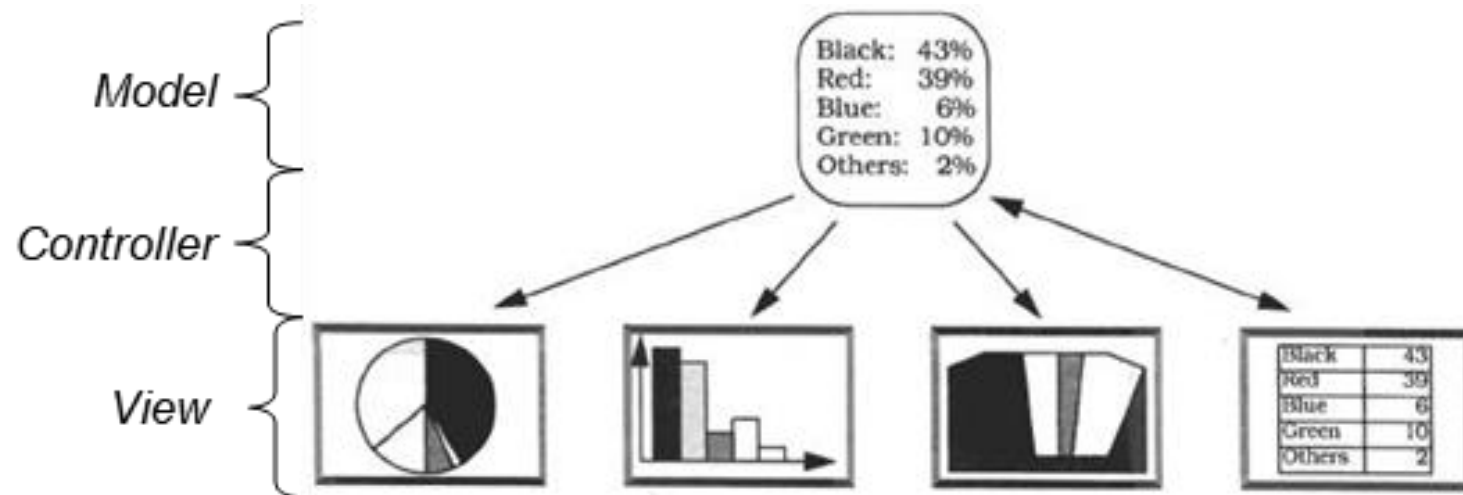 Model
Controller
View
Black: 43%
Red: 39%
Blue: 6%
Green: 10%
Others: 2%
Black 43
Red 39
Blue 6
Green 10
Others 2